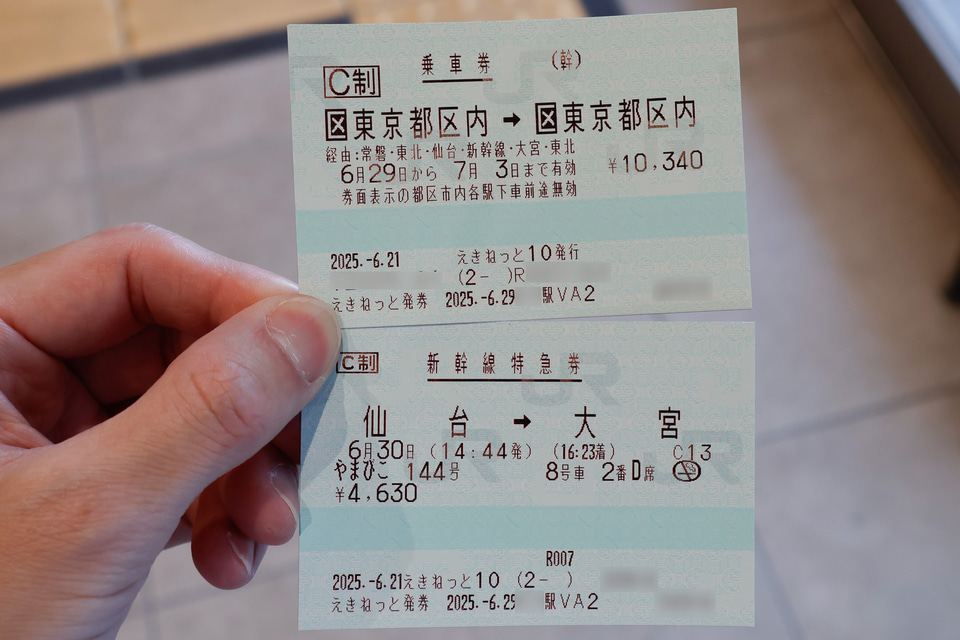 乗車券 (幹)
C制
区東京都区内 → 区東京都区内
経由:常磐・東北・仙台・新幹線・大宮・東北
6月29日から 7月 3日まで有効 ¥10,340
券面表示の都区市内各駅下車前途無効
2025.-6.21 えきねっと10発行
(2- )R
えきねっと発券 2025.-6.29 駅VA2
C制 新幹線特急券
仙台 → 大宮
6月30日 (14:44発) (16:23着) C13
やまびこ 144号 8号車 2番D席
¥4,630
R007
2025.-6.21えきねっと10 (2- )
えきねっと発券 2025.-6.29 駅VA2